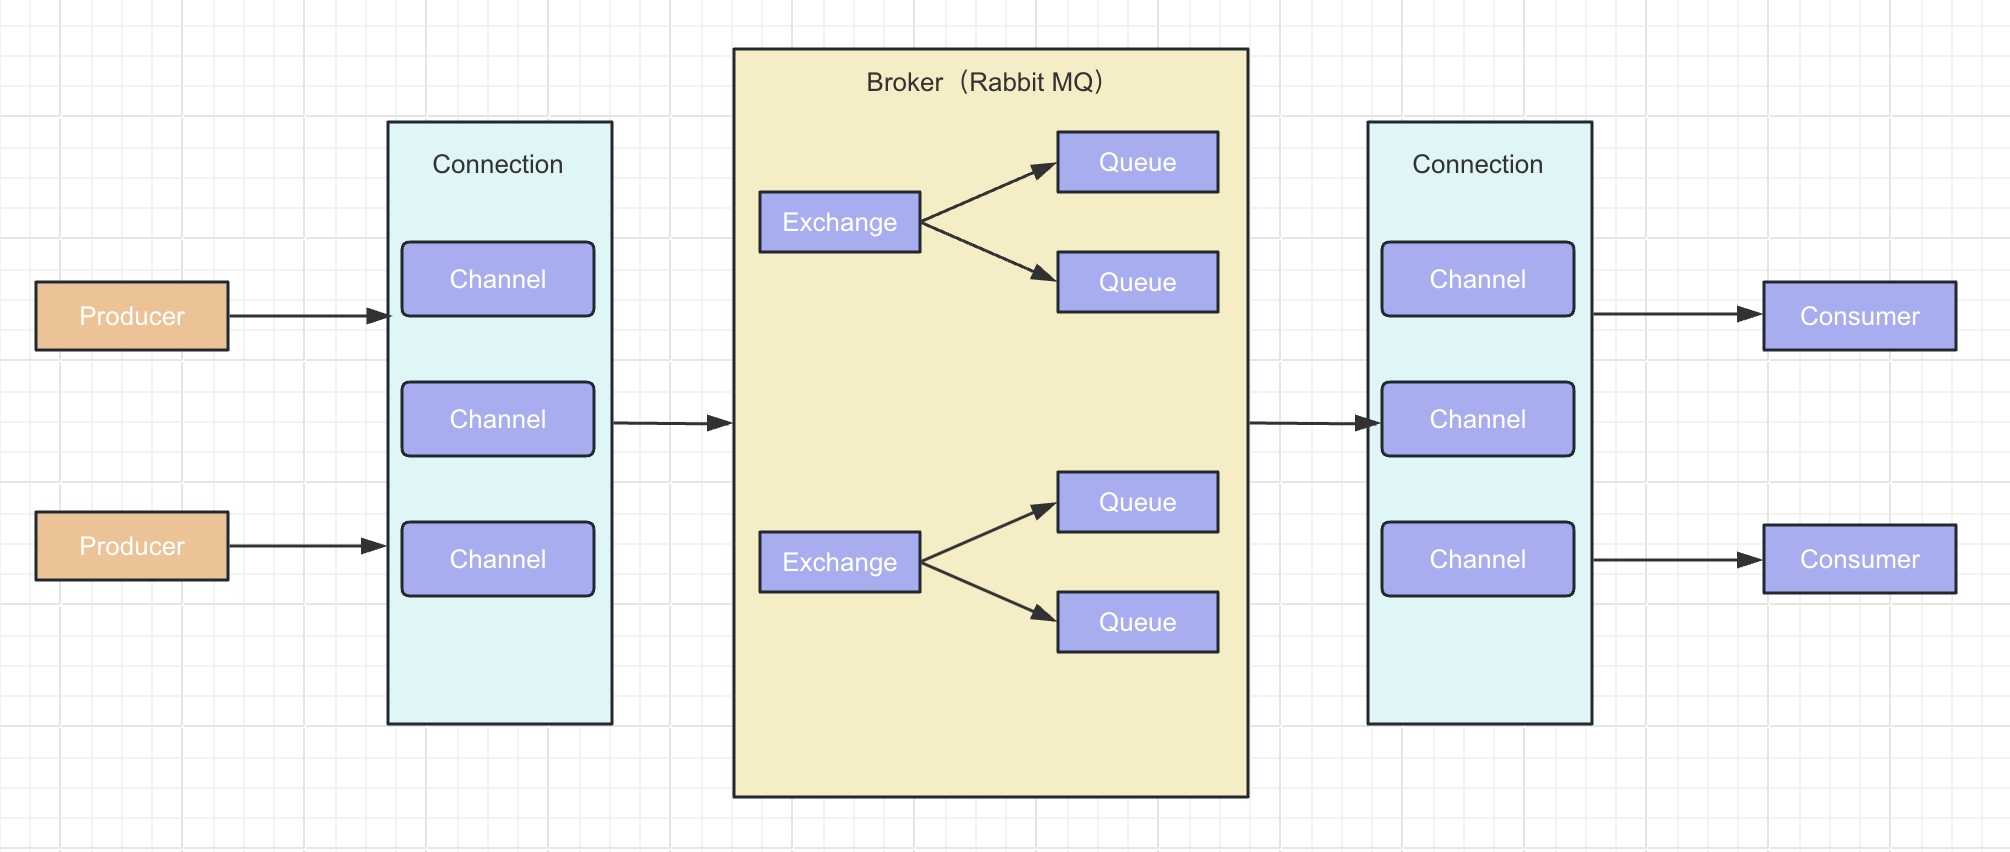 Producer
Producer
Connection
Channel
Channel
Channel
Broker（Rabbit MQ）
Exchange
Queue
Queue
Exchange
Queue
Queue
Connection
Channel
Channel
Channel
Consumer
Consumer